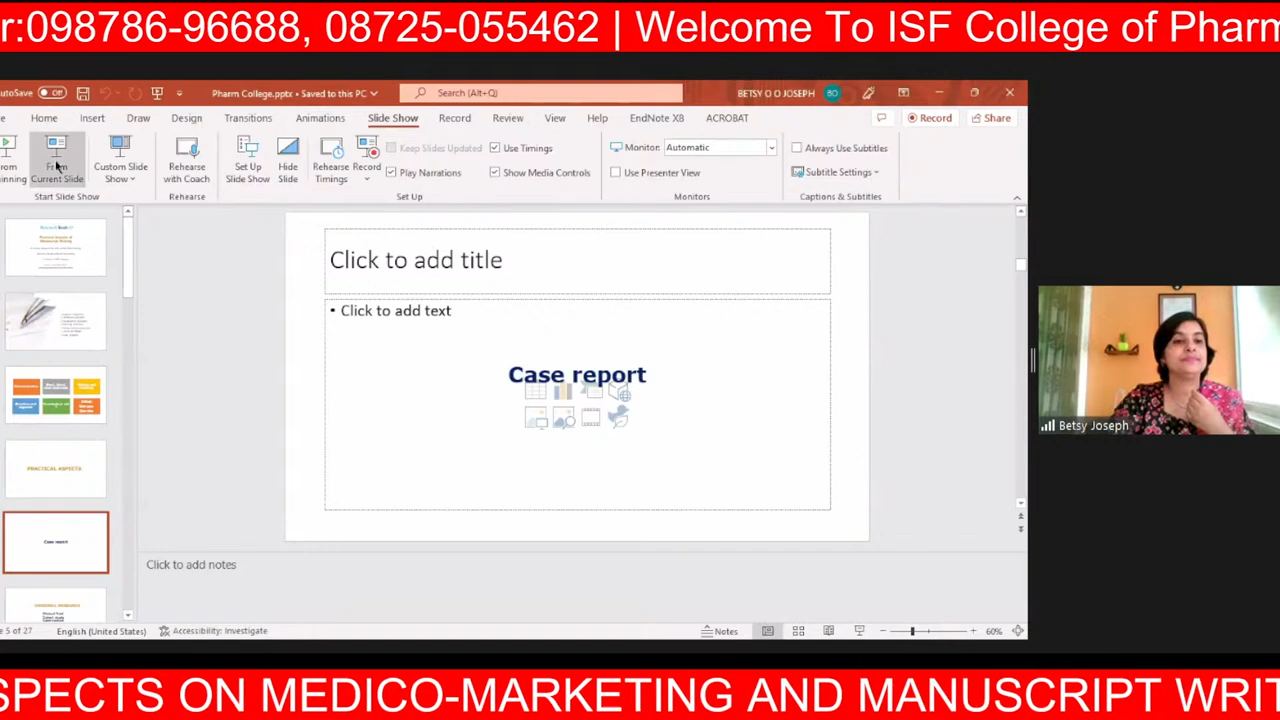 r:098786-96688, 08725-055462 | Welcome To ISF College of Pharm
AutoSave Off
Pharm College.pptx • Saved to this PC
Search (Alt+Q)
BETSY O O JOSEPH BO
Home Insert Draw Design Transitions Animations Slide Show Record Review View Help EndNote X8 ACROBAT
Record Share
From Current Slide
Custom Slide Show
Rehearse with Coach
Set Up Slide Show
Hide Slide
Rehearse Timings
Record
Keep Slides Updated
Play Narrations
Use Timings
Show Media Controls
Monitor: Automatic
Use Presenter View
Always Use Subtitles
Subtitle Settings
Start Slide Show Rehearse Set Up Monitors Captions & Subtitles
PRACTICAL ASPECTS
Case report
Click to add title
• Click to add text
Case report
Betsy Joseph
Click to add notes
e 5 of 27 English (United States) Accessibility: Investigate Notes 60%
SPECTS ON MEDICO-MARKETING AND MANUSCRIPT WRIT